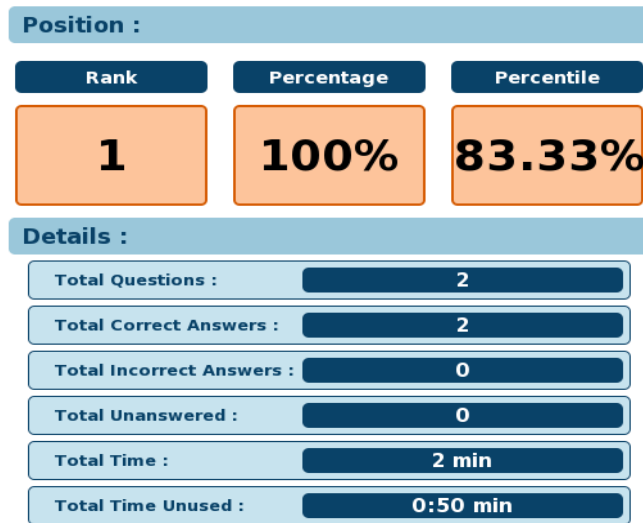 Position :
Rank Percentage Percentile
1 100% 83.33%
Details :
Total Questions : 2
Total Correct Answers : 2
Total Incorrect Answers : 0
Total Unanswered : 0
Total Time : 2 min
Total Time Unused : 0:50 min